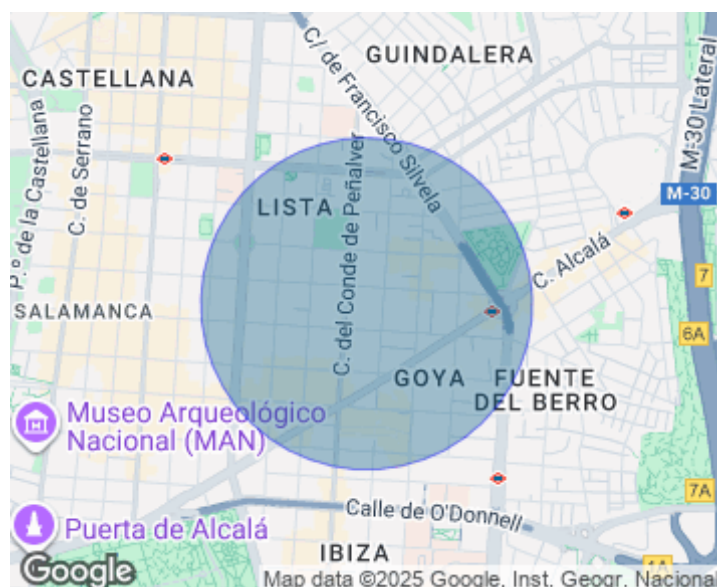 GUINDALERA
CASTELLANA
C/ de Francisco Silvela
M-30 Lateral
C. de Serrano
P.º de la Castellana
M-30
LISTA
C. del Conde de Peñalver
C. Alcalá
7
SALAMANCA
6A
GOYA
FUENTE
DEL BERRO
Museo Arqueológico
Nacional (MAN)
7A
Calle de O'Donnell
Puerta de Alcalá
IBIZA
1A
Google
Map data ©2025 Google, Inst. Geogr. Nacional